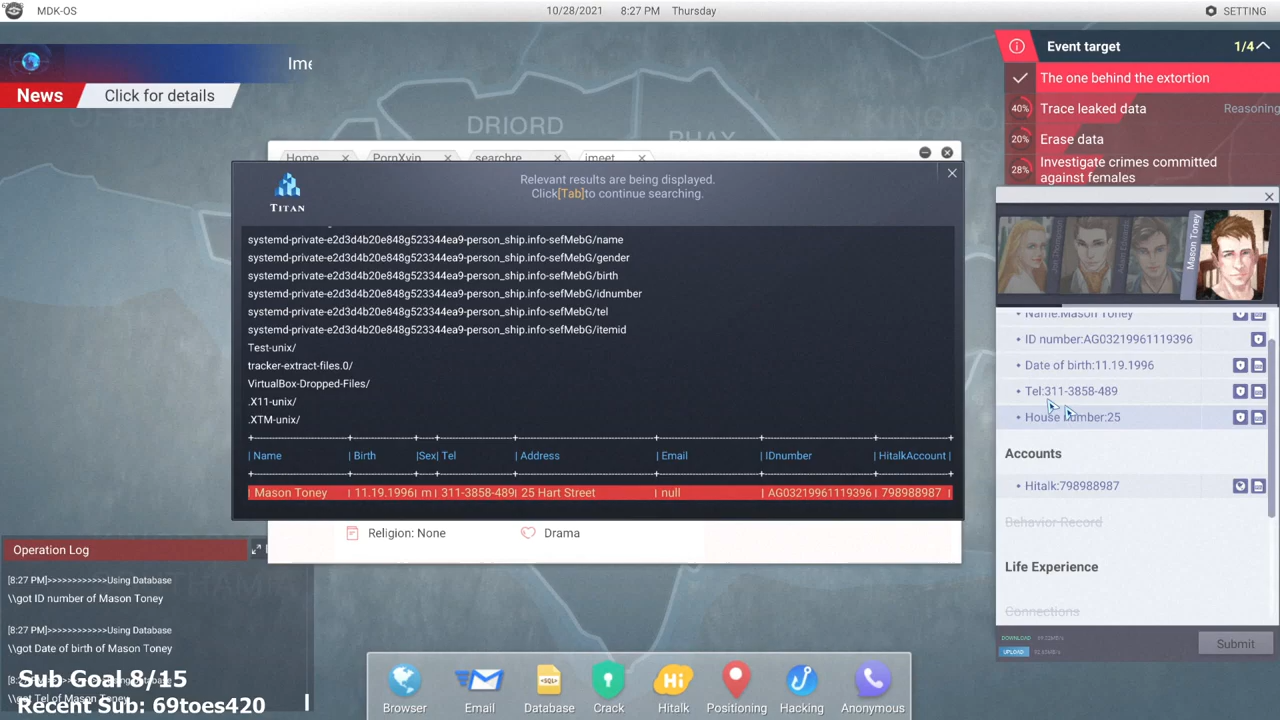 MDK-OS
10/28/2021 8:27 PM Thursday
SETTING
Ime
News Click for details
DRIORD
Event target 1/4
The one behind the extortion
40% Trace leaked data Reasoning
20% Erase data
28% Investigate crimes committed
against females
Home PornXvin searchre imeet
TITAN
Relevant results are being displayed.
Click[Tab]to continue searching.
systemd-private-e2d3d4b20e848g523344ea9-person_ship.info-sefMebG/name
systemd-private-e2d3d4b20e848g523344ea9-person_ship.info-sefMebG/gender
systemd-private-e2d3d4b20e848g523344ea9-person_ship.info-sefMebG/birth
systemd-private-e2d3d4b20e848g523344ea9-person_ship.info-sefMebG/idnumber
systemd-private-e2d3d4b20e848g523344ea9-person_ship.info-sefMebG/tel
systemd-private-e2d3d4b20e848g523344ea9-person_ship.info-sefMebG/itemid
Test-unix/
tracker-extract-files.0/
VirtualBox-Dropped-Files/
.X11-unix/
.XTM-unix/
| Name | Birth |Sex| Tel | Address | Email | IDnumber | HitalkAccount |
| Mason Toney | 11.19.1996| m | 311-3858-489| 25 Hart Street | null | AG03219961119396 | 798988987 |
Religion: None Drama
Mason Toney
Name:Mason Toney
ID number:AG03219961119396
Date of birth:11.19.1996
Tel:311-3858-489
House number:25
Accounts
Hitalk:798988987
Behavior Record
Life Experience
Connections
DOWNLOAD
UPLOAD
Submit
Operation Log
[8:27 PM]>>>>>>>>>>>>Using Database
\\got ID number of Mason Toney
[8:27 PM]>>>>>>>>>>>>Using Database
\\got Date of birth of Mason Toney
\\got Tel of Mason Toney
Sub Goal 8/15
Recent Sub: 69toes420
Browser Email Database Crack Hitalk Positioning Hacking Anonymous